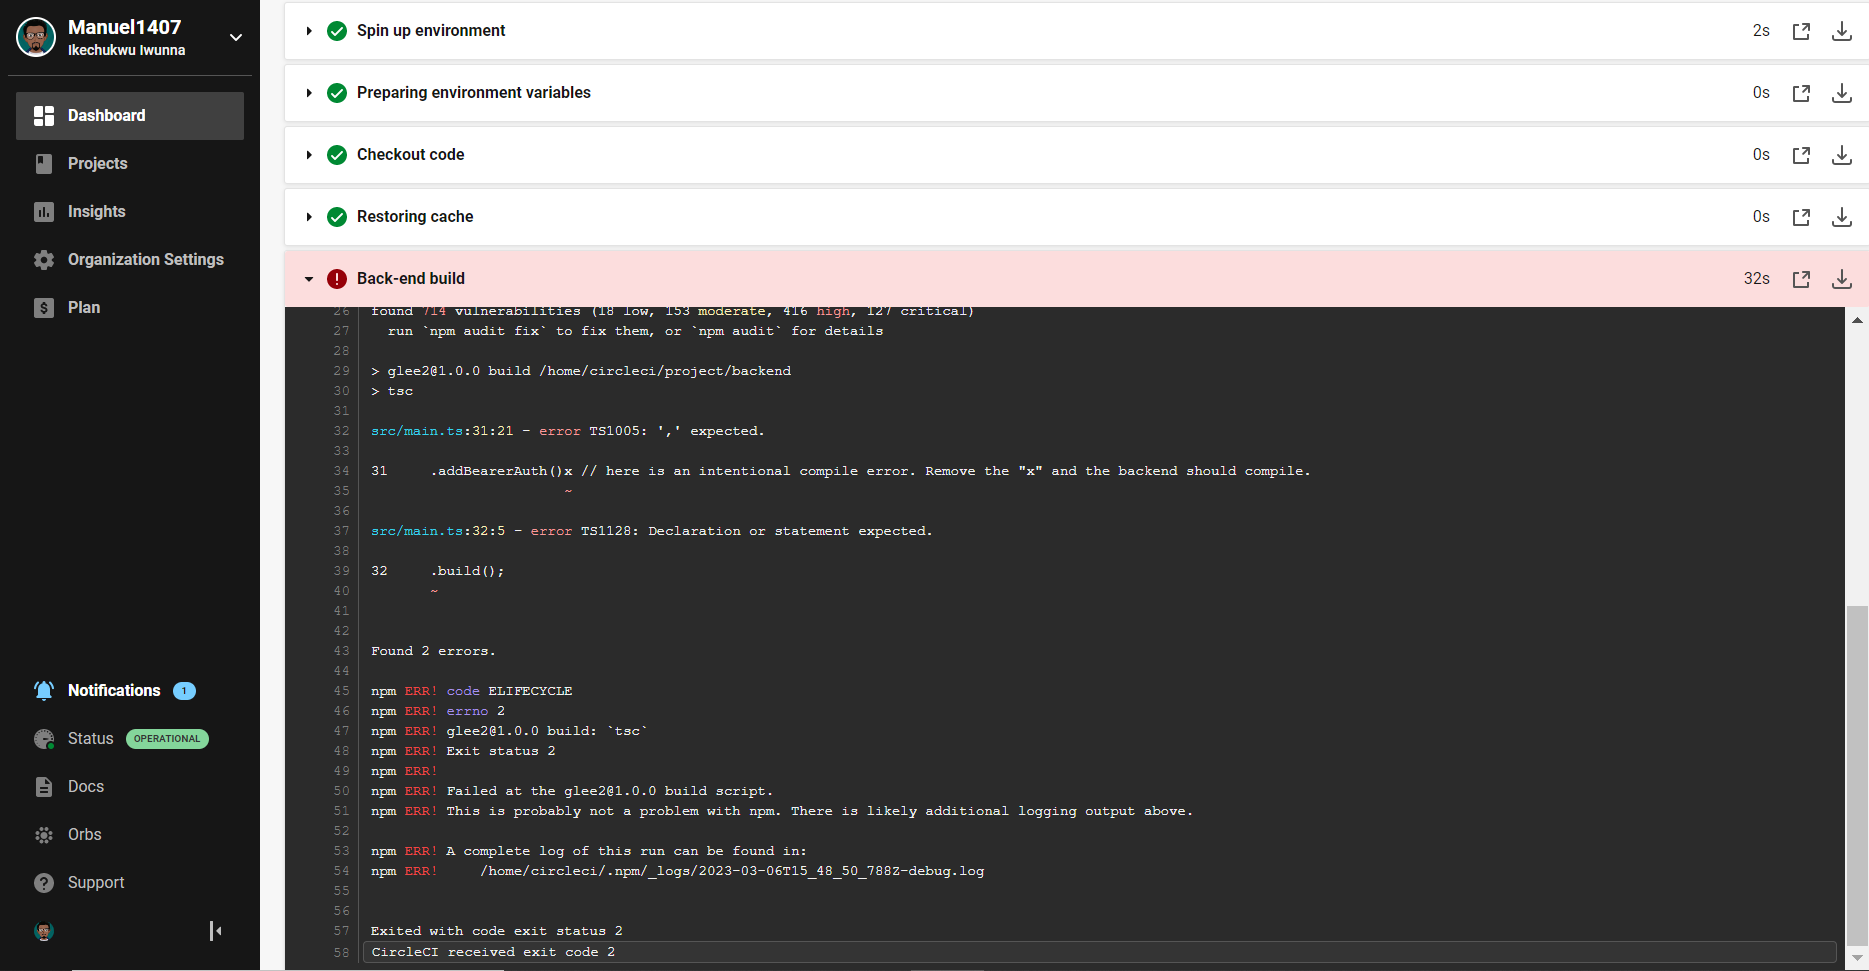 Manuel1407
Ikechukwu Iwunna
Dashboard
Projects
Insights
Organization Settings
Plan
Notifications 1
Status OPERATIONAL
Docs
Orbs
Support
Spin up environment 2s
Preparing environment variables 0s
Checkout code 0s
Restoring cache 0s
Back-end build 32s
26 found 714 vulnerabilities (18 low, 153 moderate, 416 high, 127 critical)
27 run `npm audit fix` to fix them, or `npm audit` for details
28
29 > glee2@1.0.0 build /home/circleci/project/backend
30 > tsc
31
32 src/main.ts:31:21 - error TS1005: ',' expected.
33
34 31 .addBearerAuth()x // here is an intentional compile error. Remove the "x" and the backend should compile.
35 ~
36
37 src/main.ts:32:5 - error TS1128: Declaration or statement expected.
38
39 32 .build();
40 ~
41
42
43 Found 2 errors.
44
45 npm ERR! code ELIFECYCLE
46 npm ERR! errno 2
47 npm ERR! glee2@1.0.0 build: `tsc`
48 npm ERR! Exit status 2
49 npm ERR!
50 npm ERR! Failed at the glee2@1.0.0 build script.
51 npm ERR! This is probably not a problem with npm. There is likely additional logging output above.
52
53 npm ERR! A complete log of this run can be found in:
54 npm ERR! /home/circleci/.npm/_logs/2023-03-06T15_48_50_788Z-debug.log
55
56
57 Exited with code exit status 2
58 CircleCI received exit code 2